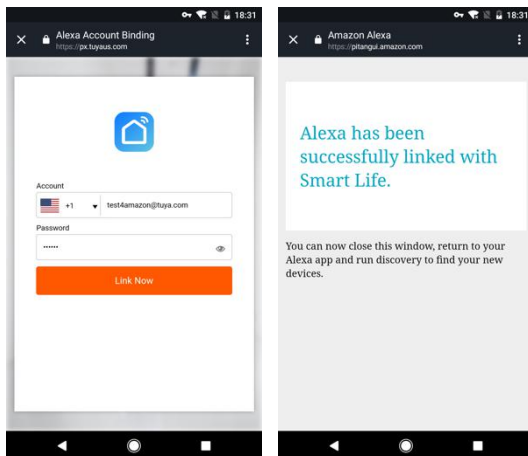 18:31
Alexa Account Binding
https://px.tuyaus.com
Account
+1 test4amazon@tuya.com
Password
······
Link Now
18:31
Amazon Alexa
https://pitangui.amazon.com
Alexa has been
successfully linked with
Smart Life.
You can now close this window, return to your
Alexa app and run discovery to find your new
devices.